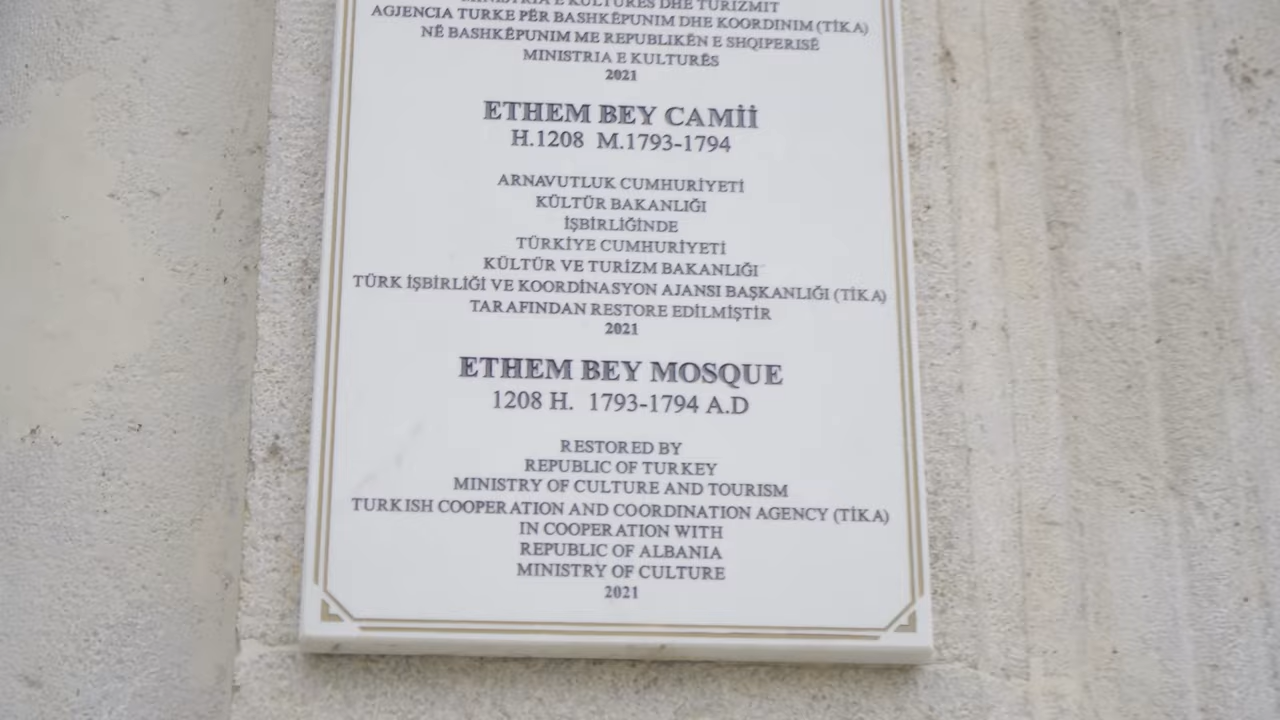 MINISTRIA E KULTURËS DHE TURIZMIT
AGJENCIA TURKE PËR BASHKËPUNIM DHE KOORDINIM (TİKA)
NË BASHKËPUNIM ME REPUBLIKËN E SHQIPERISË
MINISTRIA E KULTURËS
2021
ETHEM BEY CAMİİ
H.1208 M.1793-1794
ARNAVUTLUK CUMHURİYETİ
KÜLTÜR BAKANLIĞI
İŞBİRLİĞİNDE
TÜRKİYE CUMHURİYETİ
KÜLTÜR VE TURİZM BAKANLIĞI
TÜRK İŞBİRLİĞİ VE KOORDİNASYON AJANSI BAŞKANLIĞI (TİKA)
TARAFINDAN RESTORE EDİLMİŞTİR
2021
ETHEM BEY MOSQUE
1208 H. 1793-1794 A.D
RESTORED BY
REPUBLIC OF TURKEY
MINISTRY OF CULTURE AND TOURISM
TURKISH COOPERATION AND COORDINATION AGENCY (TİKA)
IN COOPERATION WITH
REPUBLIC OF ALBANIA
MINISTRY OF CULTURE
2021